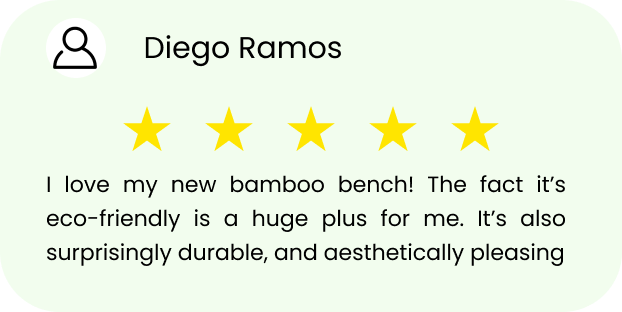 Diego Ramos
I love my new bamboo bench! The fact it’s
eco-friendly is a huge plus for me. It’s also
surprisingly durable, and aesthetically pleasing